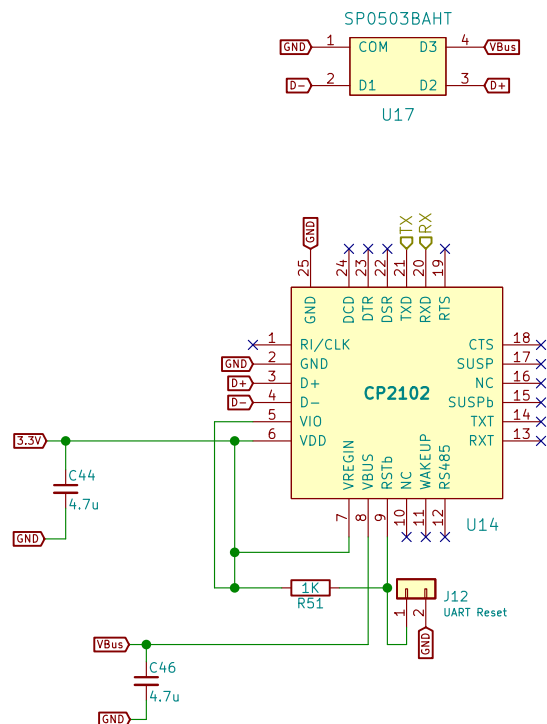 SP0503BAHT
GND 1 COM D3 4 VBus
D- 2 D1 D2 3 D+
U17
GND TX RX
25 24 23 22 21 20 19
GND DCD DTR DSR TXD RXD RTS
1 RI/CLK CTS 18
GND 2 GND SUSP 17
D+ 3 D+ NC 16
D- 4 D- SUSPb 15
CP2102
5 VIO TXT 14
3.3V 6 VDD RXT 13
VREGIN VBUS RSTb NC WAKEUP RS485
7 8 9 10 11 12
U14
C44
4.7u
GND
1K
R51
J12
UART Reset
1 2
GND
VBus
C46
4.7u
GND